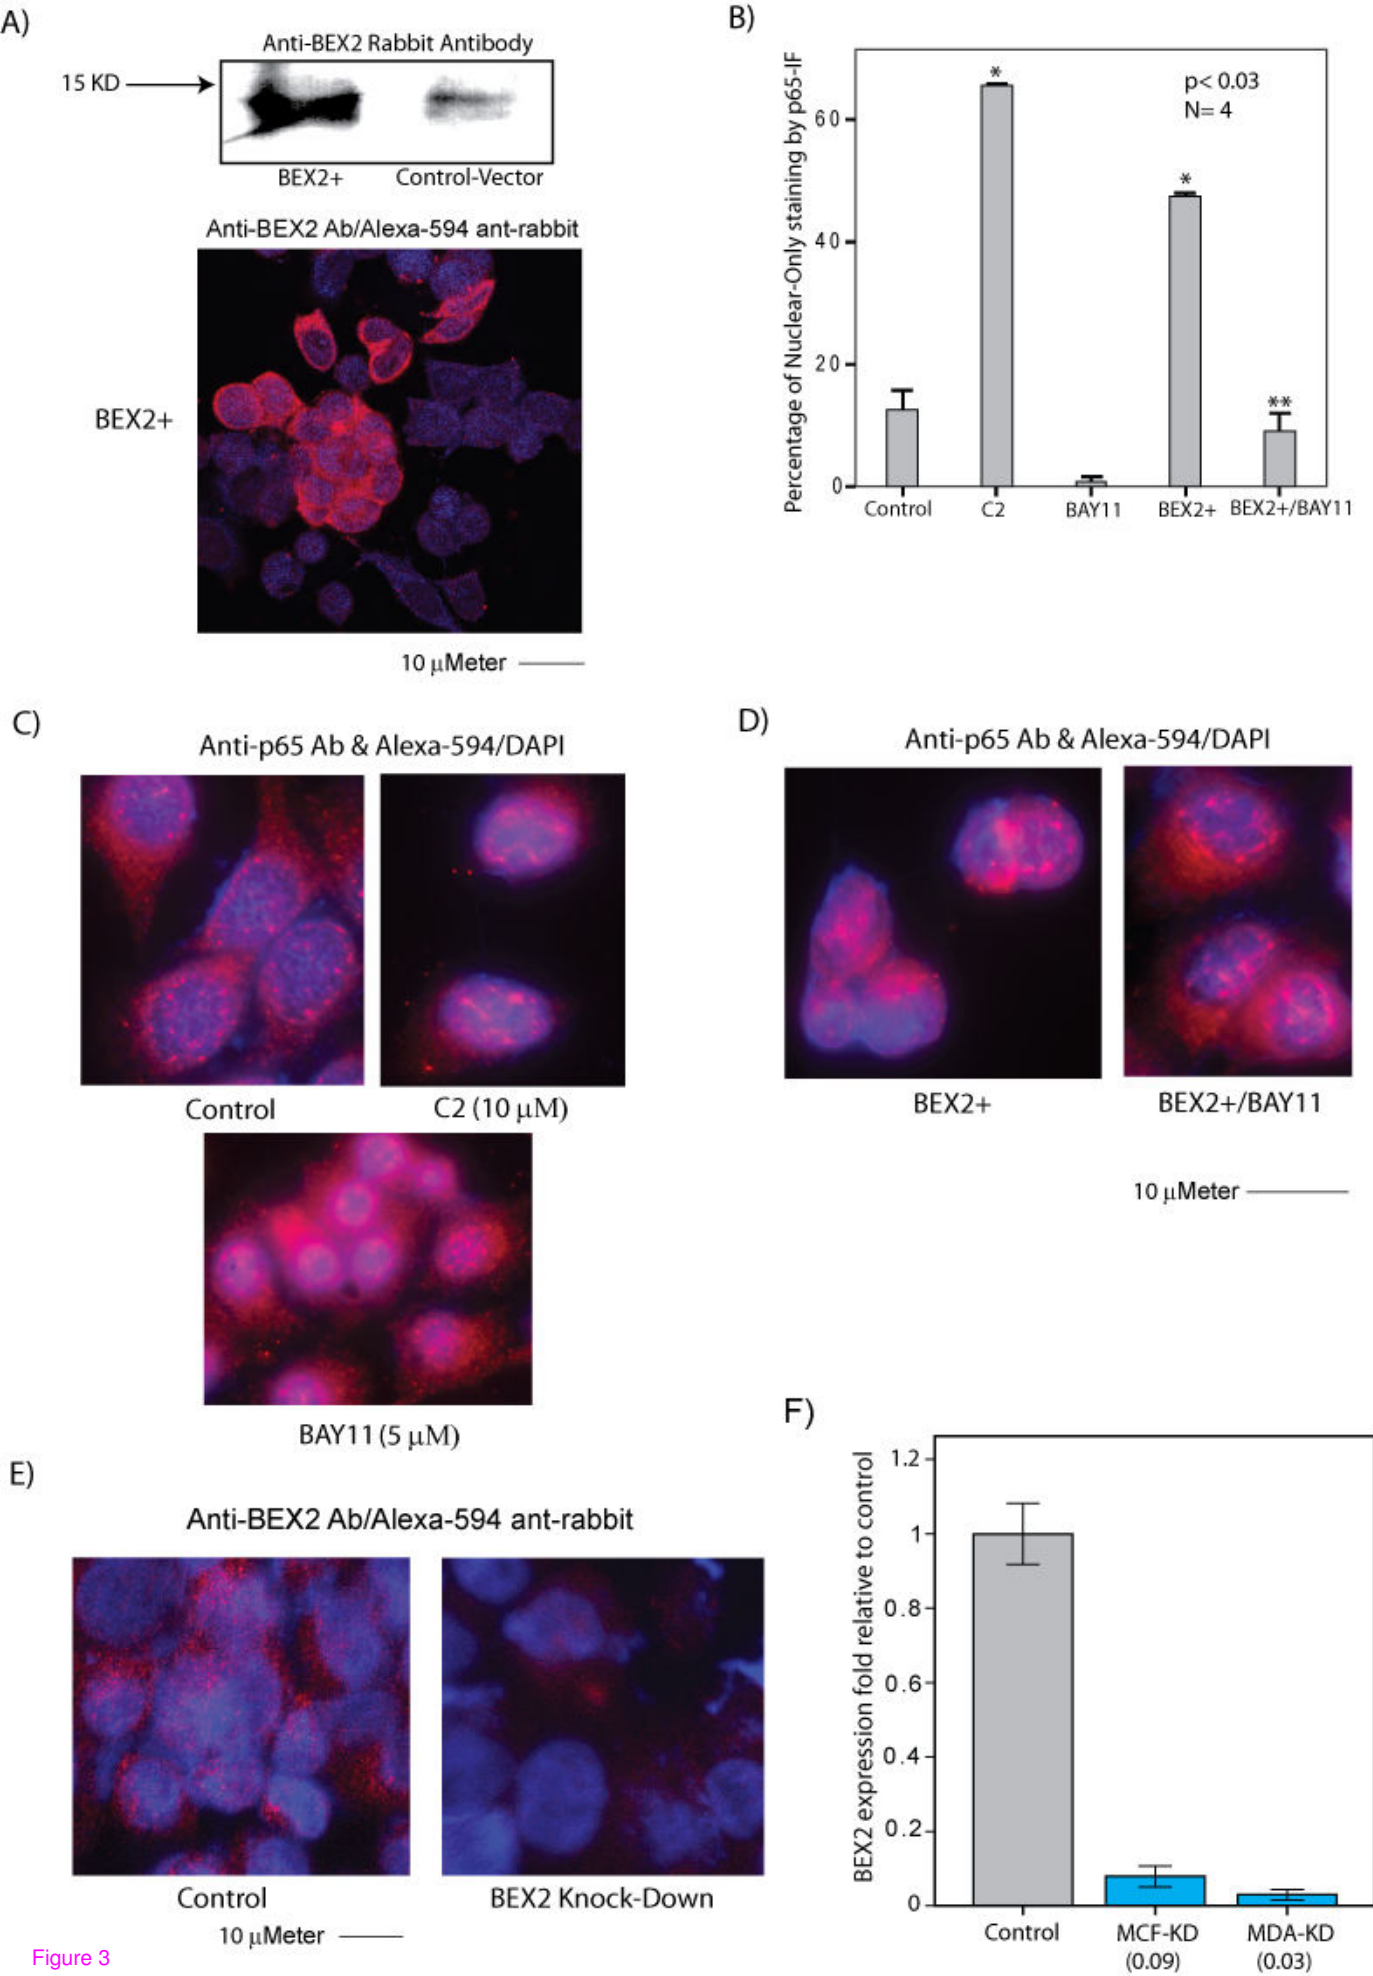 A)
Anti-BEX2 Rabbit Antibody
15 KD
BEX2+ Control-Vector
Anti-BEX2 Ab/Alexa-594 ant-rabbit
BEX2+
10 µMeter
B)
Percentage of Nuclear-Only staining by p65-IF
p< 0.03
N= 4
60
40
20
0
*
*
**
Control C2 BAY11 BEX2+ BEX2+/BAY11
C)
Anti-p65 Ab & Alexa-594/DAPI
Control C2 (10 µM)
BAY11 (5 µM)
D)
Anti-p65 Ab & Alexa-594/DAPI
BEX2+ BEX2+/BAY11
10 µMeter
E)
Anti-BEX2 Ab/Alexa-594 ant-rabbit
Control BEX2 Knock-Down
10 µMeter
F)
BEX2 expression fold relative to control
1.2
1
0.8
0.6
0.4
0.2
0
Control MCF-KD MDA-KD
(0.09) (0.03)
Figure 3